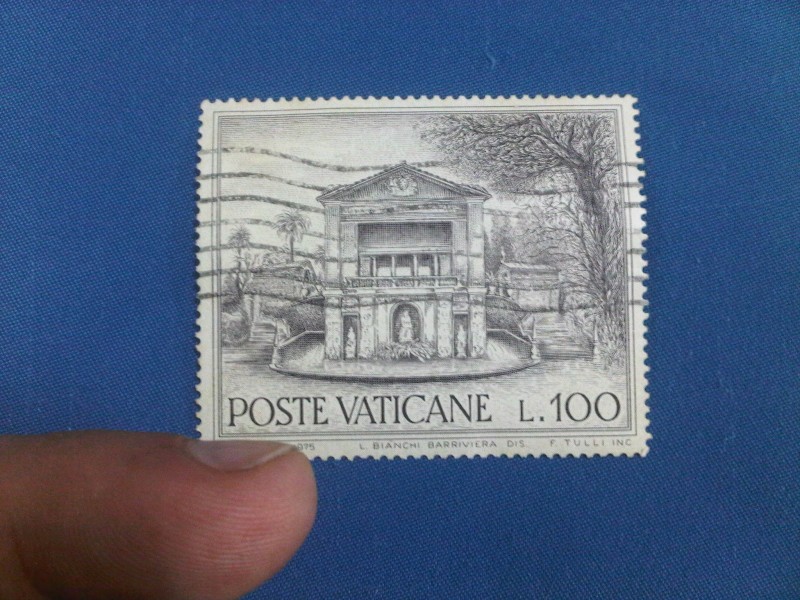 POSTE VATICANE L.100
L. BIANCHI BARRIVIERA DIS. F. TULLI INC